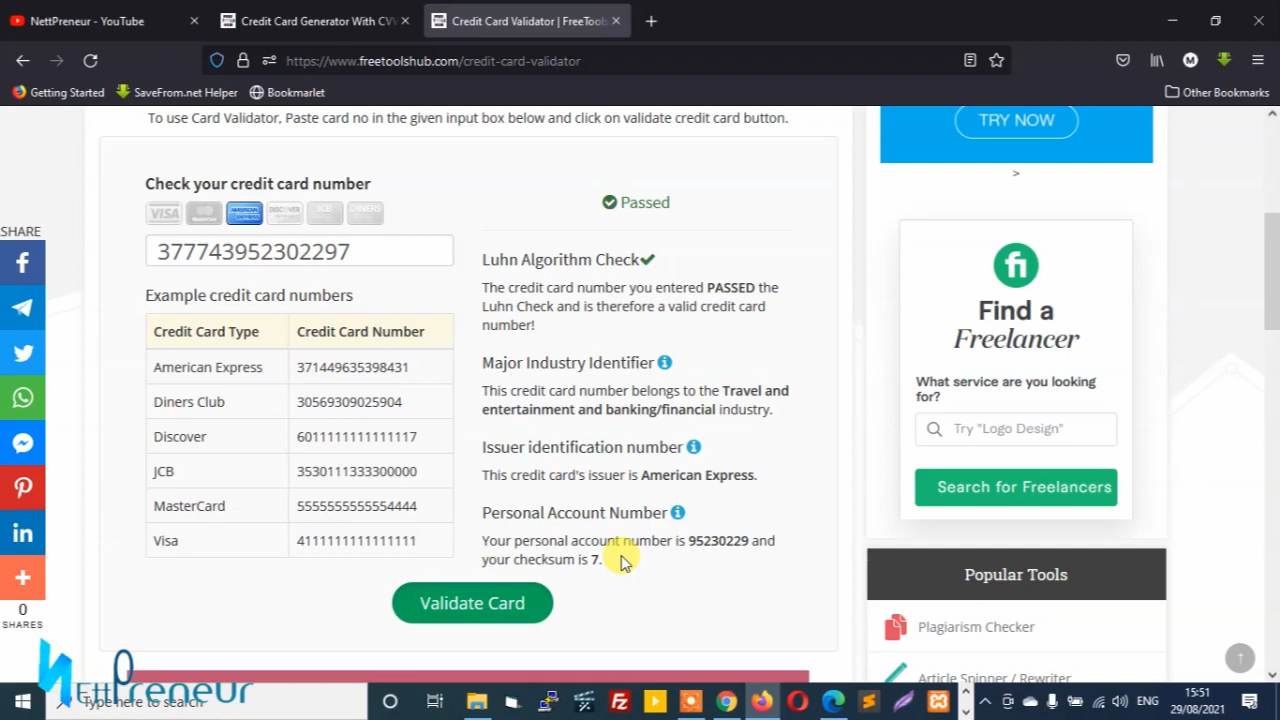 NettPreneur - YouTube
Credit Card Generator With CVV
Credit Card Validator | FreeTools
https://www.freetoolshub.com/credit-card-validator
M
Getting Started
SaveFrom.net Helper
Bookmarklet
Other Bookmarks
To use Card Validator, Paste card no in the given input box below and click on validate credit card button.
TRY NOW
>
Check your credit card number
VISA
DISCOVER
JCB
DINERS
377743952302297
Example credit card numbers
Credit Card Type Credit Card Number
American Express 371449635398431
Diners Club 30569309025904
Discover 6011111111111117
JCB 3530111333300000
MasterCard 5555555555554444
Visa 4111111111111111
Passed
Luhn Algorithm Check
The credit card number you entered PASSED the
Luhn Check and is therefore a valid credit card
number!
Major Industry Identifier
This credit card number belongs to the Travel and
entertainment and banking/financial industry.
Issuer identification number
This credit card's issuer is American Express.
Personal Account Number
Your personal account number is 95230229 and
your checksum is 7.
Validate Card
SHARE
0
SHARES
fi
Find a
Freelancer
What service are you looking
for?
Try "Logo Design"
Search for Freelancers
Popular Tools
Plagiarism Checker
Article Spinner / Rewriter
NettPreneur
Type here to search
ENG
15:51
29/08/2021